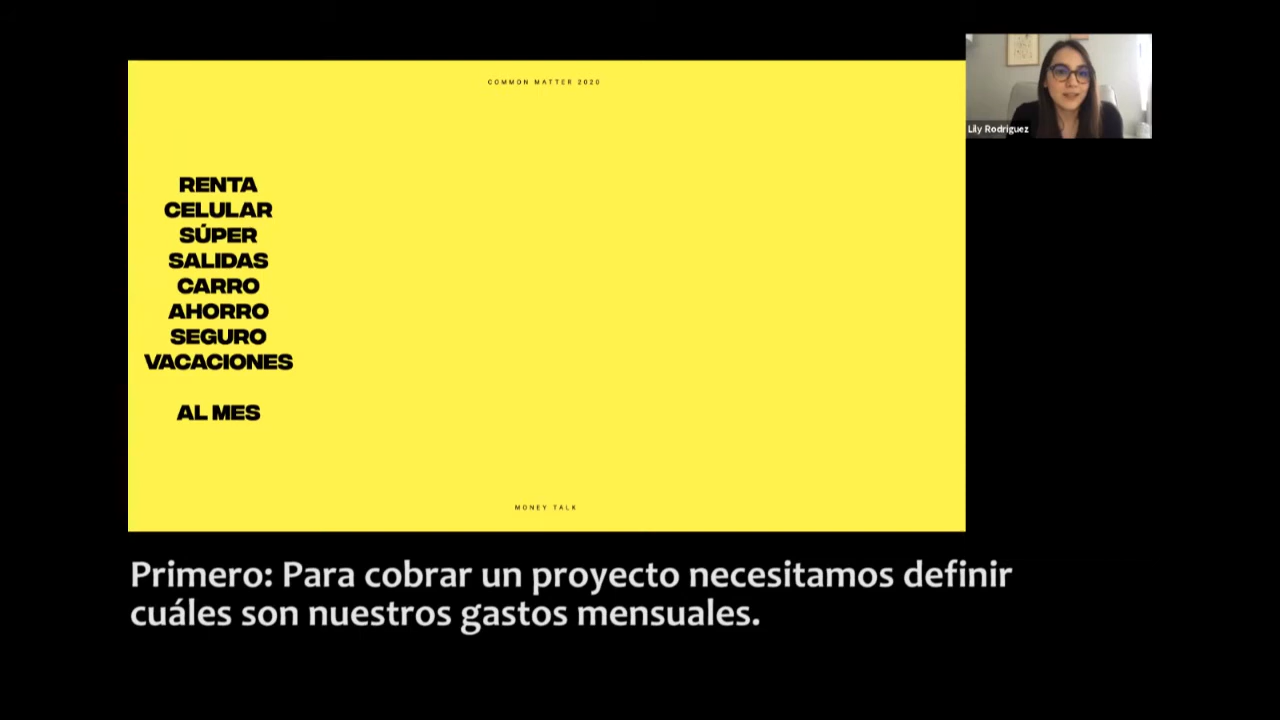 COMMON MATTER 2020
Lily Rodriguez
RENTA
CELULAR
SÚPER
SALIDAS
CARRO
AHORRO
SEGURO
VACACIONES
AL MES
MONEY TALK
Primero: Para cobrar un proyecto necesitamos definir
cuáles son nuestros gastos mensuales.